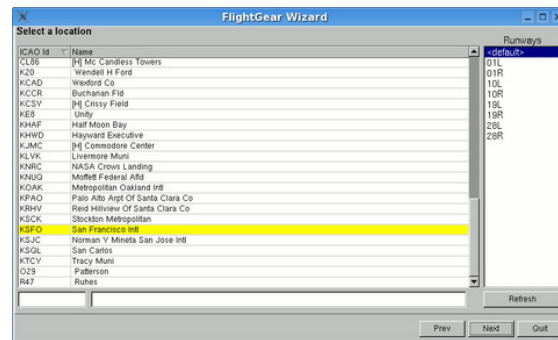 FlightGear Wizard
Select a location
Runways
ICAO Id Name
<default>
CL86 [H] Mc Candless Towers
01L
K20 Wendell H Ford
01R
KCAD Wexford Co
10L
KCCR Buchanan Fld
10R
KCSY [H] Crissy Field
19L
KE8 Unity
19R
KHAF Half Moon Bay
28L
KHWD Hayward Executive
28R
KJMC [H] Commodore Center
KLVK Livermore Muni
KNRC NASA Crows Landing
KNUQ Moffett Federal Afld
KOAK Metropolitan Oakland Intl
KPAO Palo Alto Arpt Of Santa Clara Co
KRHV Reid Hillview Of Santa Clara Co
KSCK Stockton Metropolitan
KSFO San Francisco Intl
KSJC Norman Y Mineta San Jose Intl
KSQL San Carlos
KTCY Tracy Muni
O29 Patterson
R47 Ruhes
Refresh
Prev Next Quit